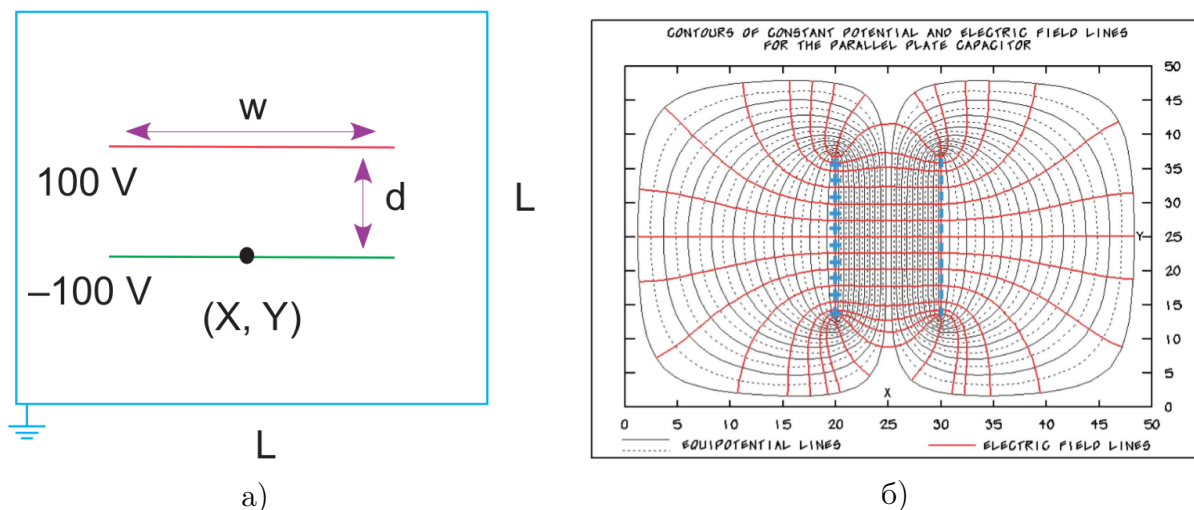 w
100 V
d
L
–100 V
(X, Y)
L
а)
CONTOURS OF CONSTANT POTENTIAL AND ELECTRIC FIELD LINES
FOR THE PARALLEL PLATE CAPACITOR
50
45
40
35
30
25
20
15
10
5
0
Y
X
0 5 10 15 20 25 30 35 40 45 50
EQUIPOTENTIAL LINES
ELECTRIC FIELD LINES
б)